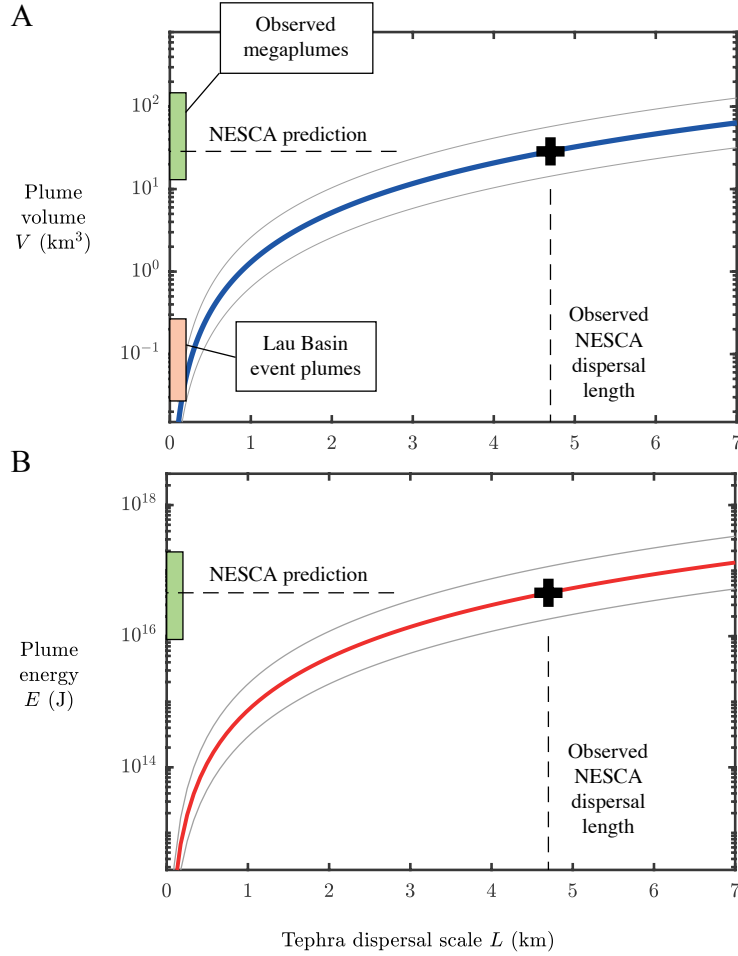 A
Observed
megaplumes
10²
NESCA prediction
10¹
Plume
volume
V (km³)
10⁰
Observed
NESCA
dispersal
length
Lau Basin
event plumes
10⁻¹
0 1 2 3 4 5 6 7
B
10¹⁸
NESCA prediction
10¹⁶
Plume
energy
E (J)
Observed
NESCA
dispersal
length
10¹⁴
0 1 2 3 4 5 6 7
Tephra dispersal scale L (km)